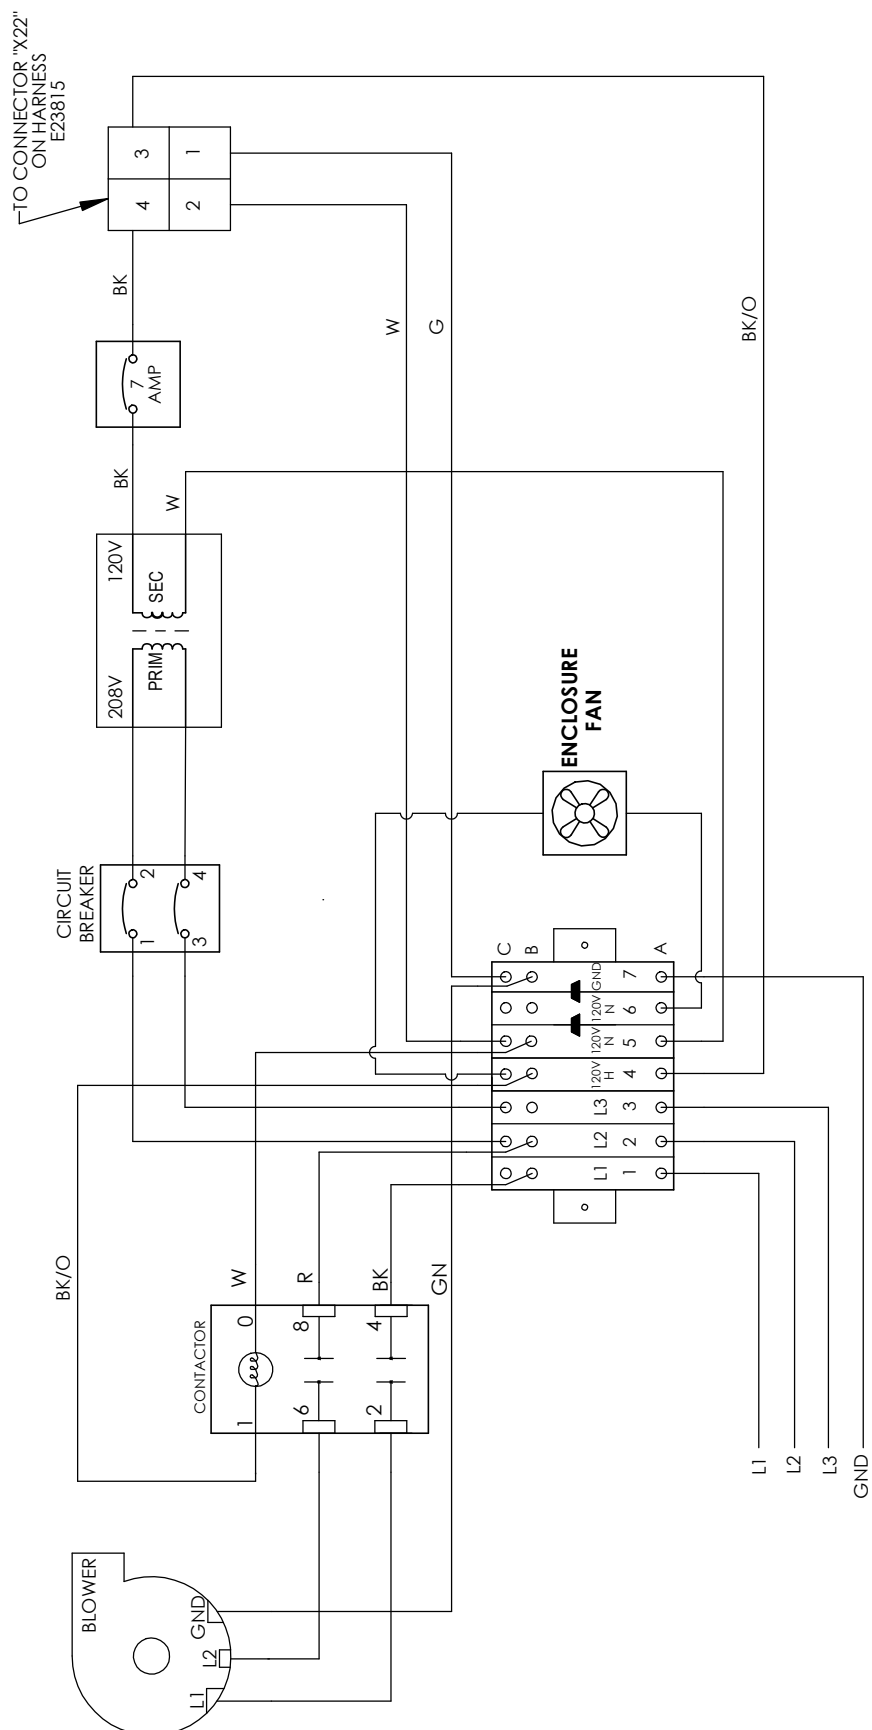 TO CONNECTOR "X22"
ON HARNESS
E23815
3
1
4
2
BK
7
AMP
BK
W
W
G
BK/O
120V
SEC
208V
PRIM
CIRCUIT
BREAKER
2
4
1
3
ENCLOSURE
FAN
C
B
A
GND
7
120V
N
6
120V
N
5
120V
H
4
L3
3
L2
2
L1
1
BK/O
W
R
BK
GN
CONTACTOR
0
8
4
1
6
2
L1
L2
L3
GND
BLOWER
GND
L2
L1